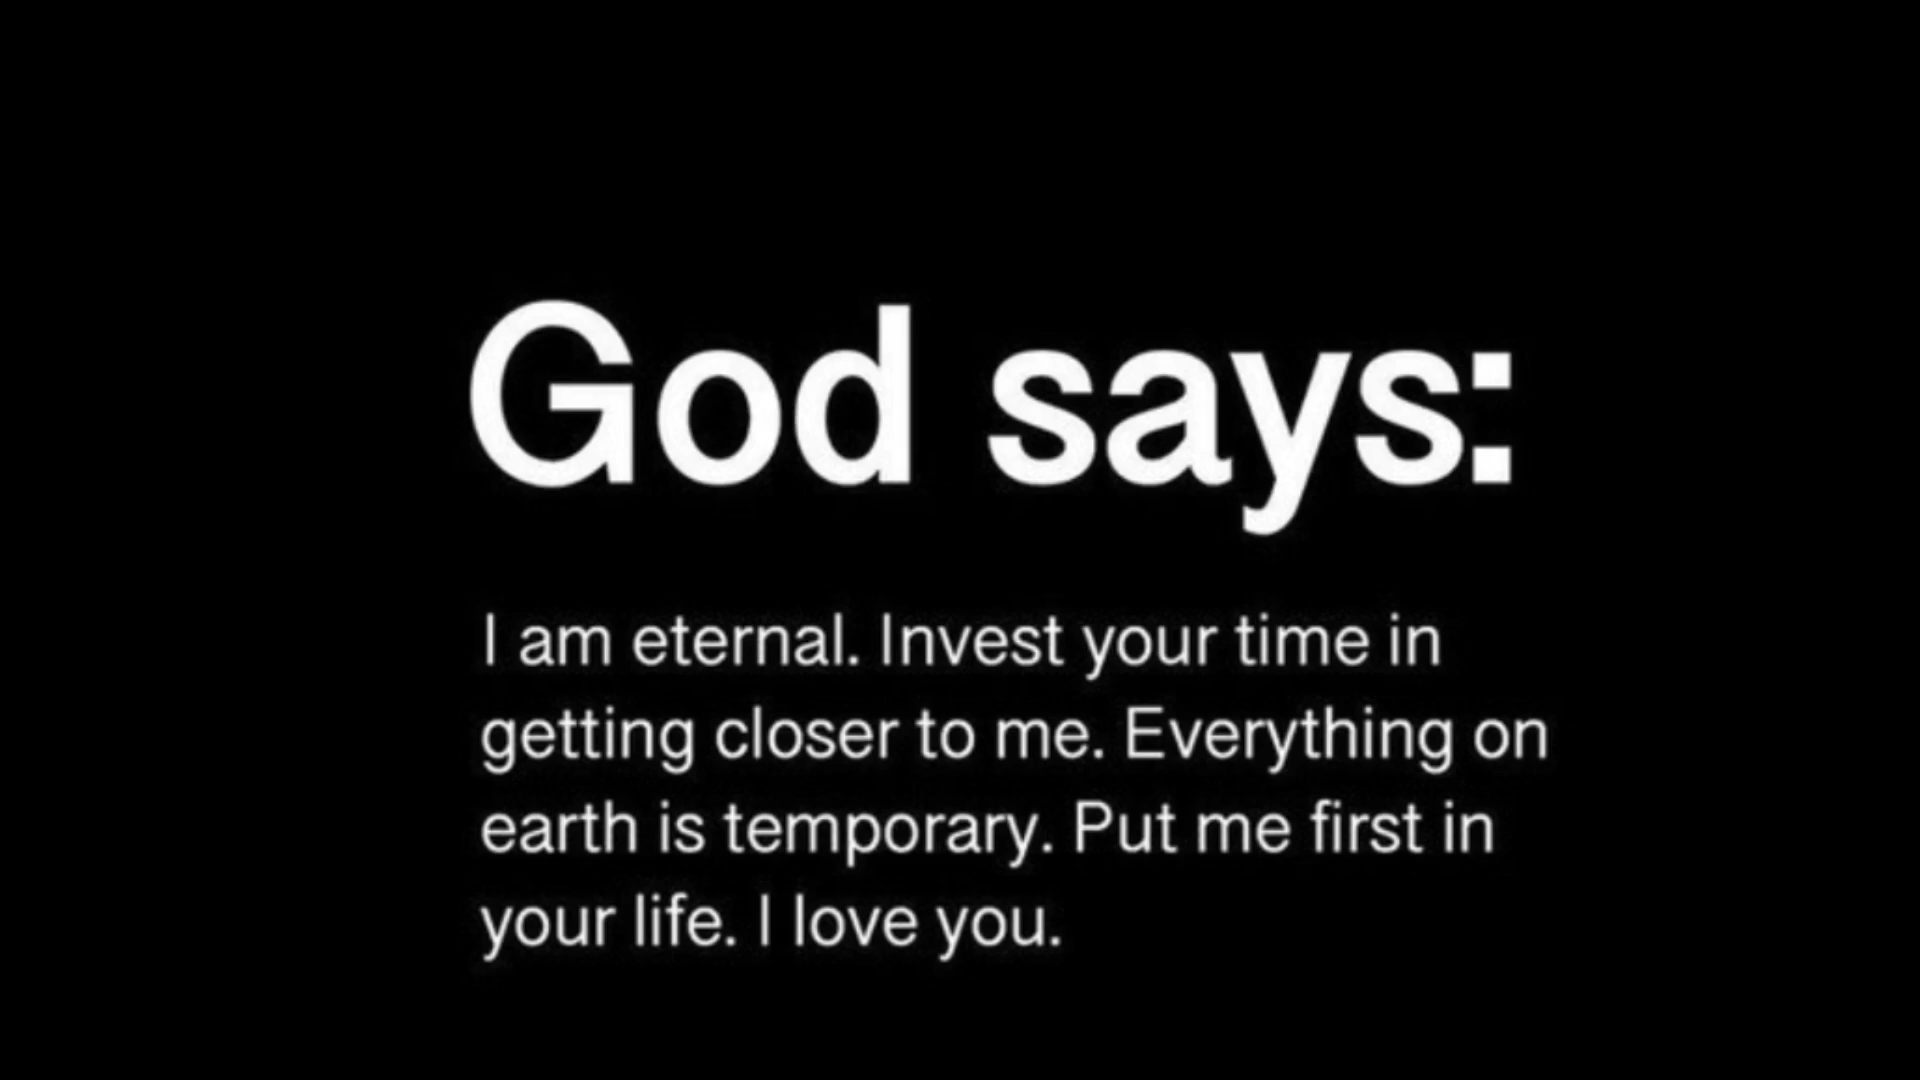 God says:
I am eternal. Invest your time in
getting closer to me. Everything on
earth is temporary. Put me first in
your life. I love you.